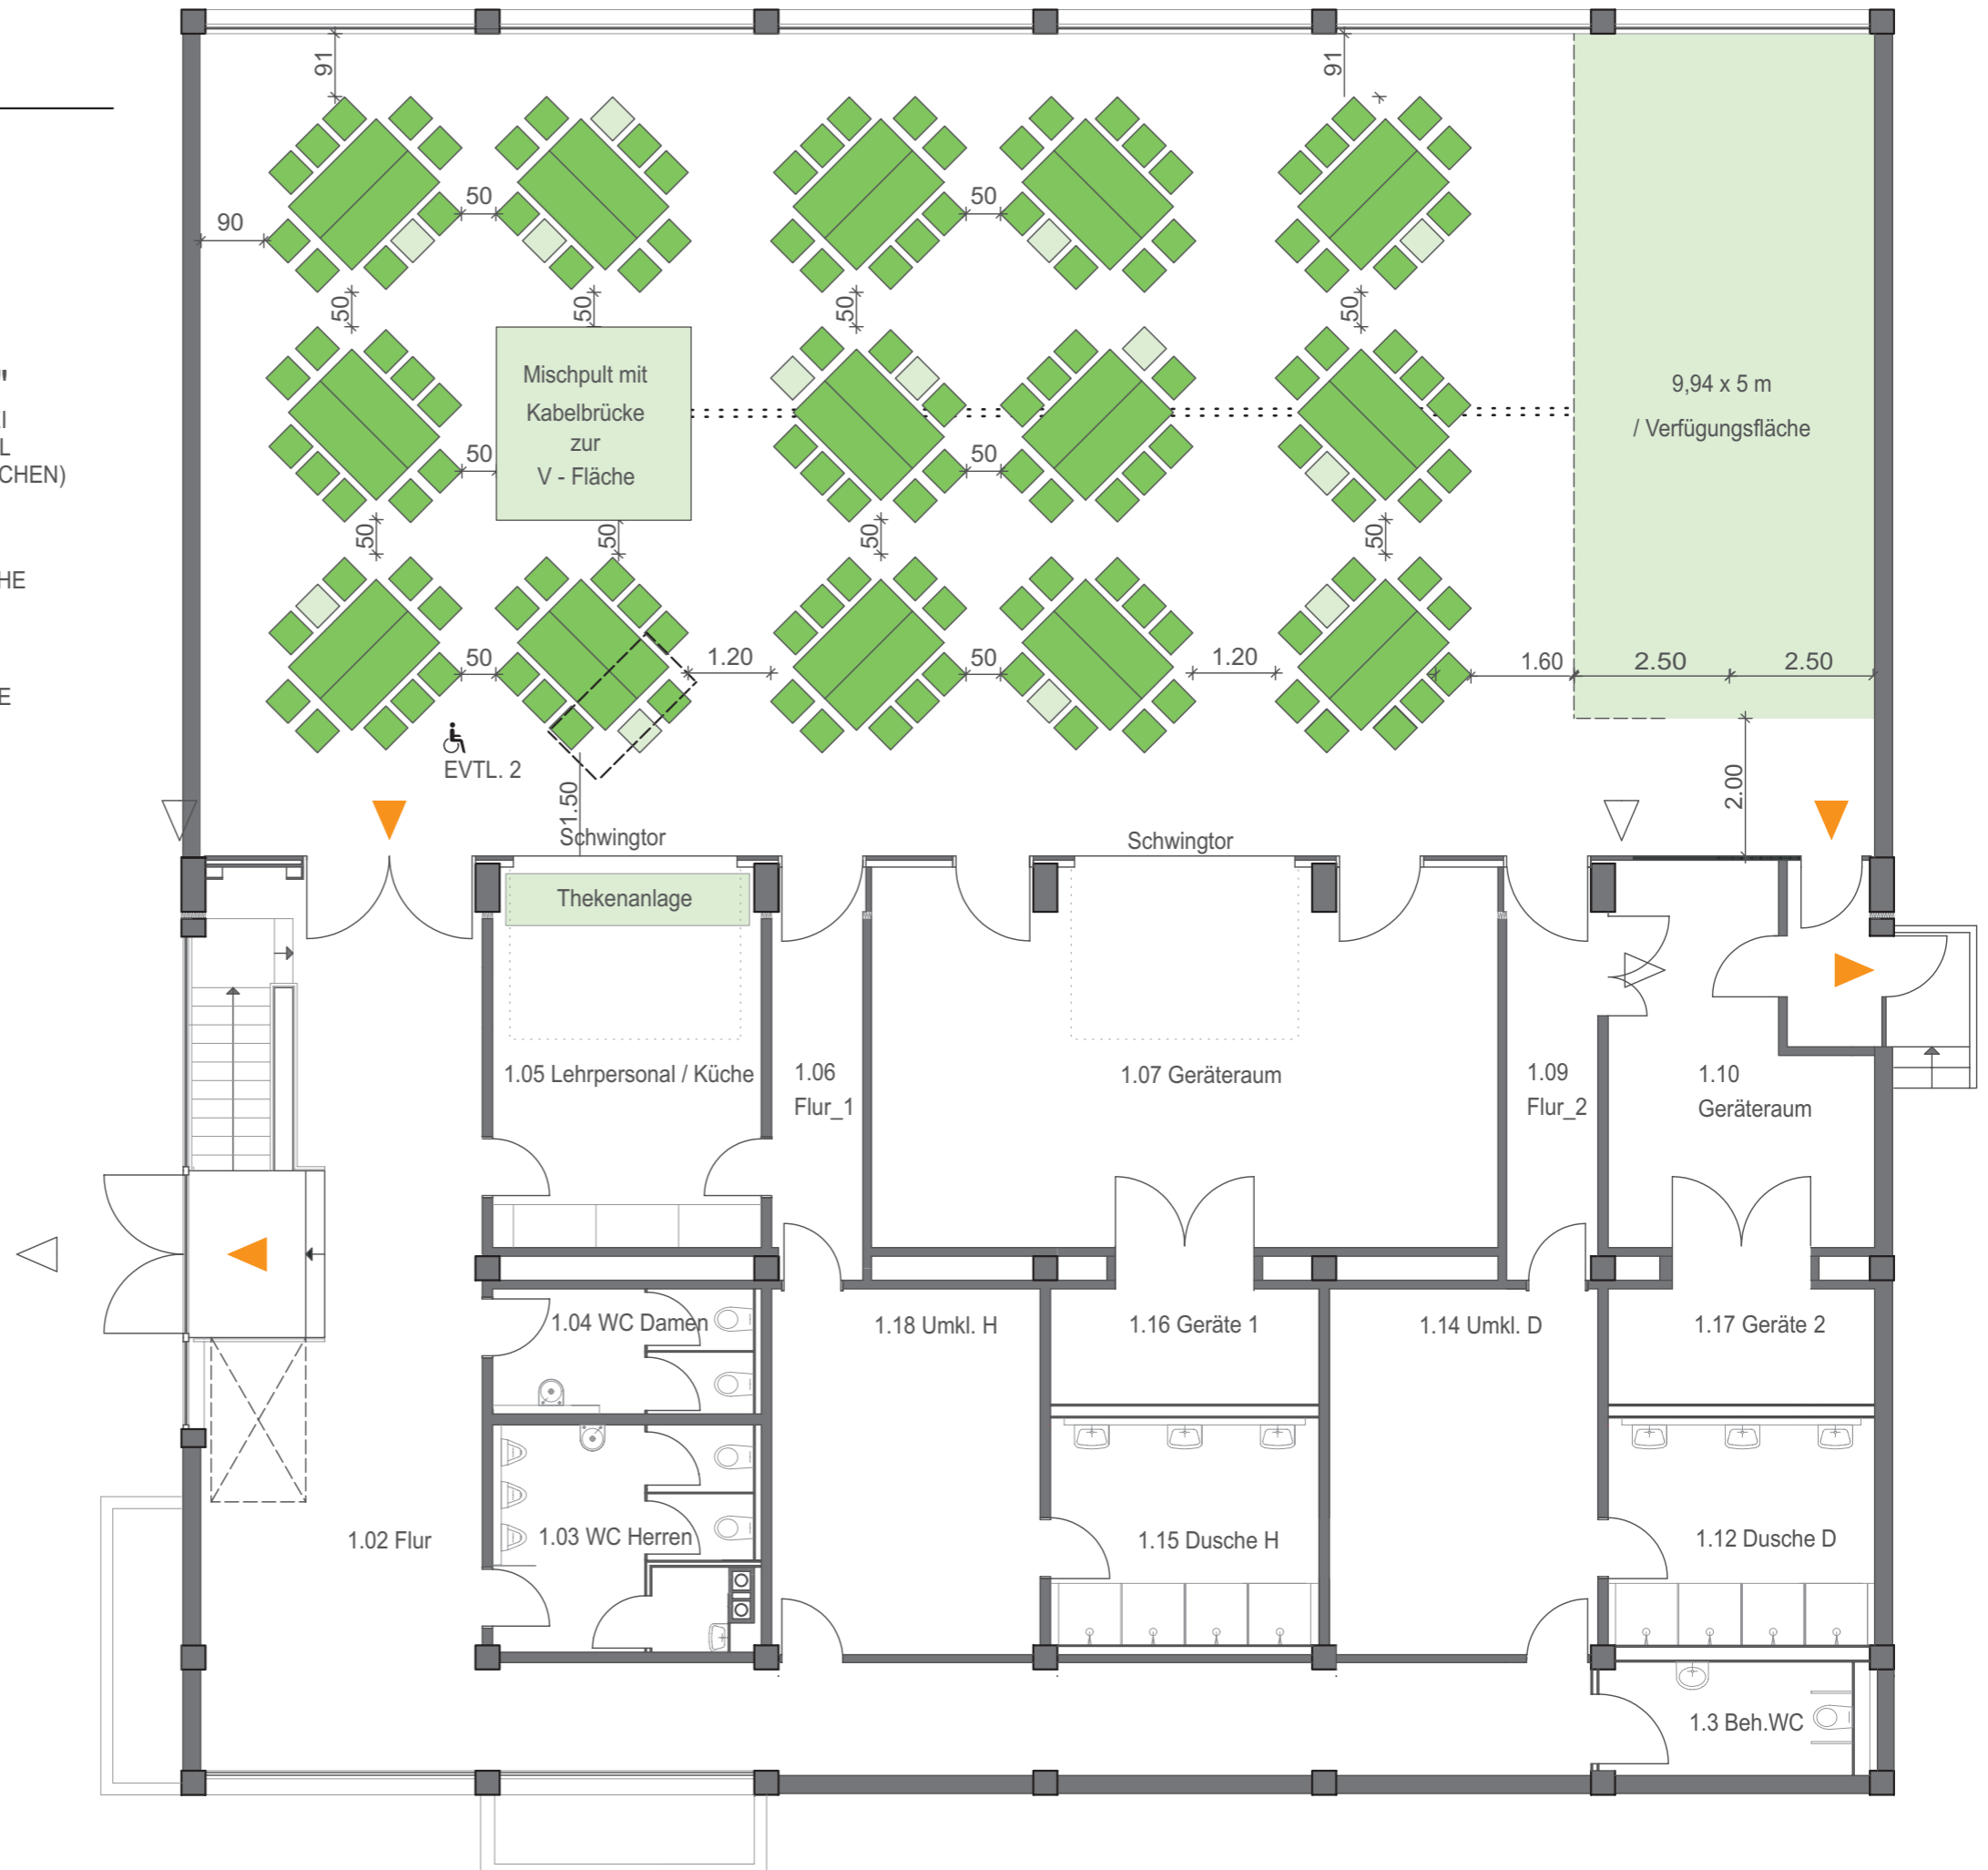 91
91
50
50
90
50
50
50
50
"
Mischpult mit
Kabelbrücke
zur
V - Fläche
9,94 x 5 m
/ Verfügungsfläche
50
50
50
50
50
50
50
50
1.20
1.20
1.60
2.50
2.50
EVTL. 2
1.50
2.00
Schwingtor
Schwingtor
Thekenanlage
1.05 Lehrpersonal / Küche
1.06
Flur_1
1.07 Geräteraum
1.09
Flur_2
1.10
Geräteraum
1.04 WC Damen
1.18 Umkl. H
1.16 Geräte 1
1.14 Umkl. D
1.17 Geräte 2
1.02 Flur
1.03 WC Herren
1.15 Dusche H
1.12 Dusche D
1.3 Beh.WC